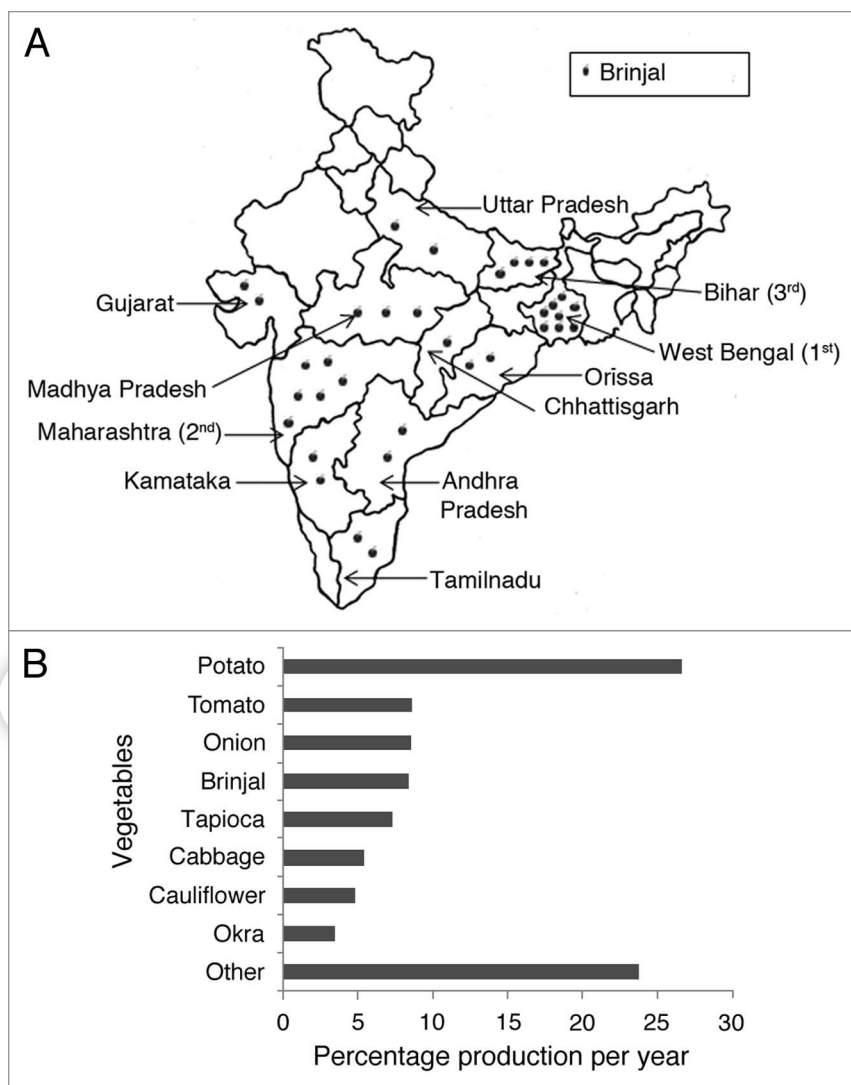 A
Brinjal
Uttar Pradesh
Bihar (3rd)
Gujarat
West Bengal (1st)
Orissa
Madhya Pradesh
Chhattisgarh
Maharashtra (2nd)
Kamataka
Andhra
Pradesh
Tamilnadu
B
Vegetables
Potato
Tomato
Onion
Brinjal
Tapioca
Cabbage
Cauliflower
Okra
Other
0 5 10 15 20 25 30
Percentage production per year